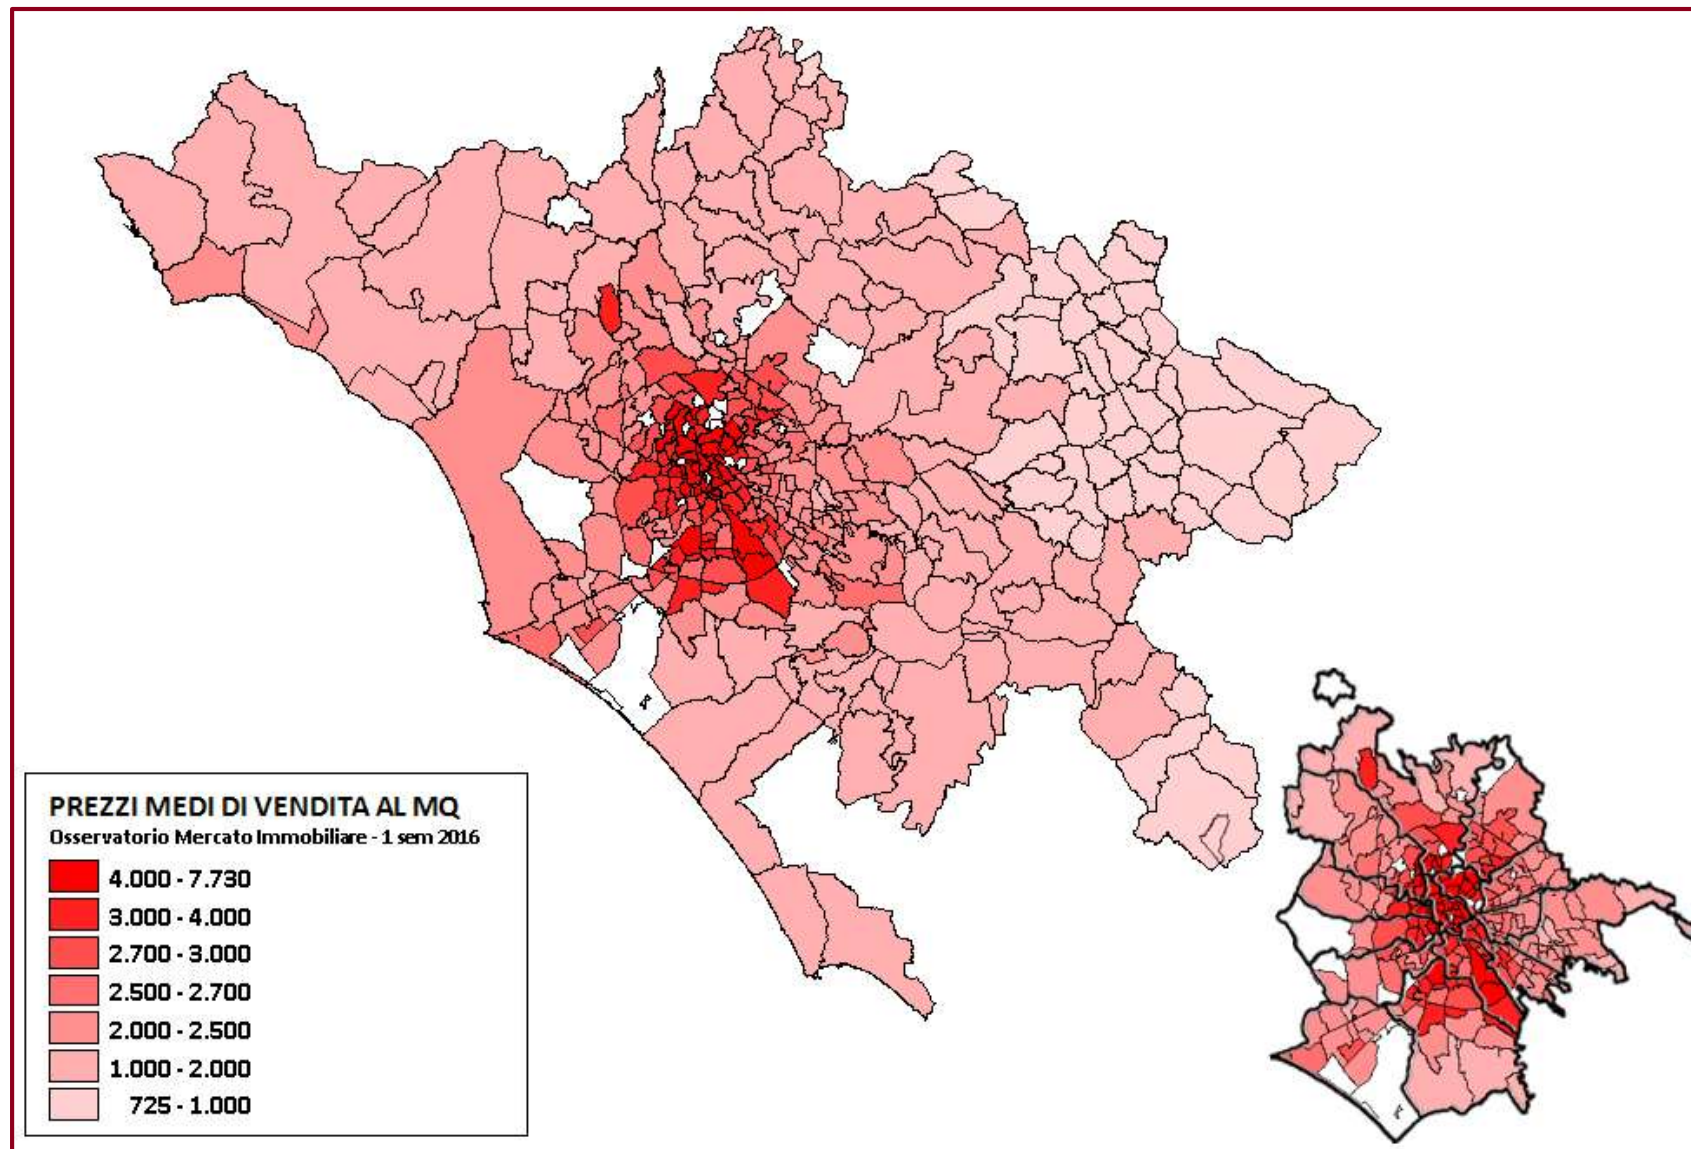 PREZZI MEDI DI VENDITA AL MQ
Osservatorio Mercato Immobiliare - 1 sem 2016
4.000 - 7.730
3.000 - 4.000
2.700 - 3.000
2.500 - 2.700
2.000 - 2.500
1.000 - 2.000
725 - 1.000